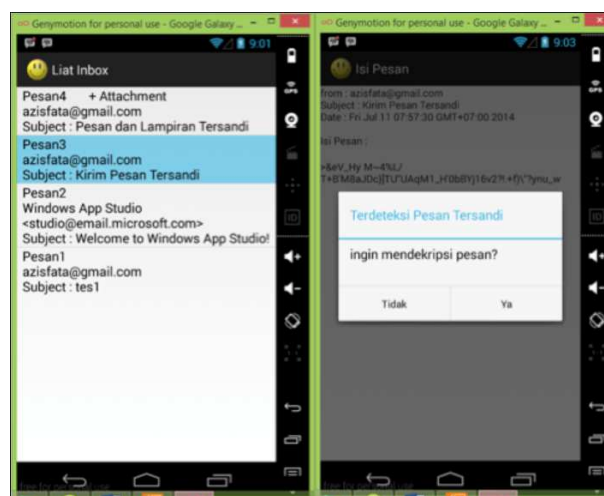 Genymotion for personal use - Google Galaxy ...
9:01
Liat Inbox
Pesan4 + Attachment
azisfata@gmail.com
Subject : Pesan dan Lampiran Tersandi
Pesan3
azisfata@gmail.com
Subject : Kirim Pesan Tersandi
Pesan2
Windows App Studio
<studio@email.microsoft.com>
Subject : Welcome to Windows App Studio!
Pesan1
azisfata@gmail.com
Subject : tes1
GPS
ID
free for personal use
Genymotion for personal use - Google Galaxy ...
9:03
Isi Pesan
from : azisfata@gmail.com
Subject : Kirim Pesan Tersandi
Date : Fri Jul 11 07:57:30 GMT+07:00 2014
Isi Pesan :
Terdeteksi Pesan Tersandi
ingin mendekripsi pesan?
Tidak Ya
GPS
ID
free for personal use